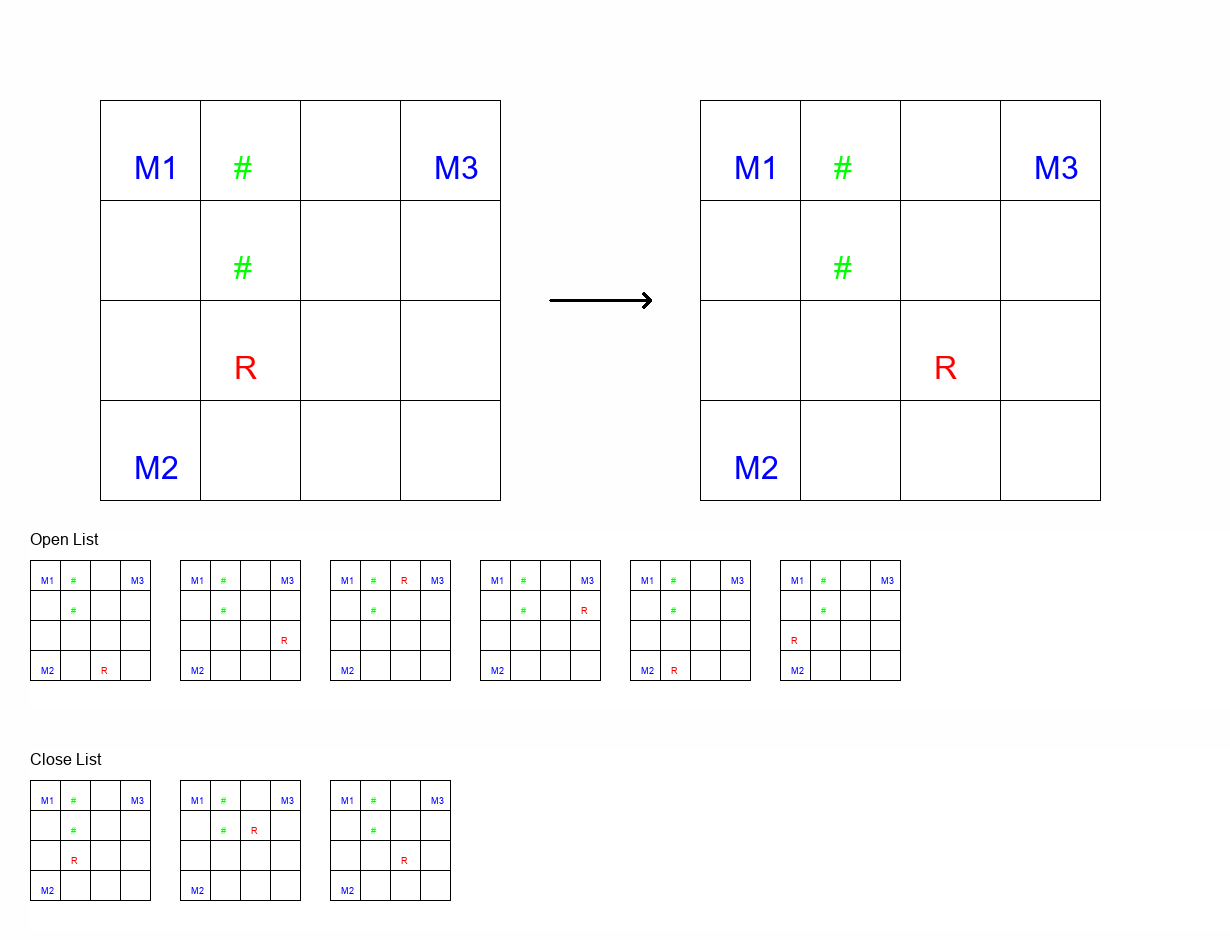 M1 # M3 M1 # M3
# #
R R
M2 M2
Open List
M1 # M3 M1 # M3 M1 # R M3 M1 # M3 M1 # M3 M1 # M3
# # # # R # #
R R
M2 R M2 M2 M2 M2 R M2
Close List
M1 # M3 M1 # M3 M1 # M3
# # R #
R R
M2 M2 M2